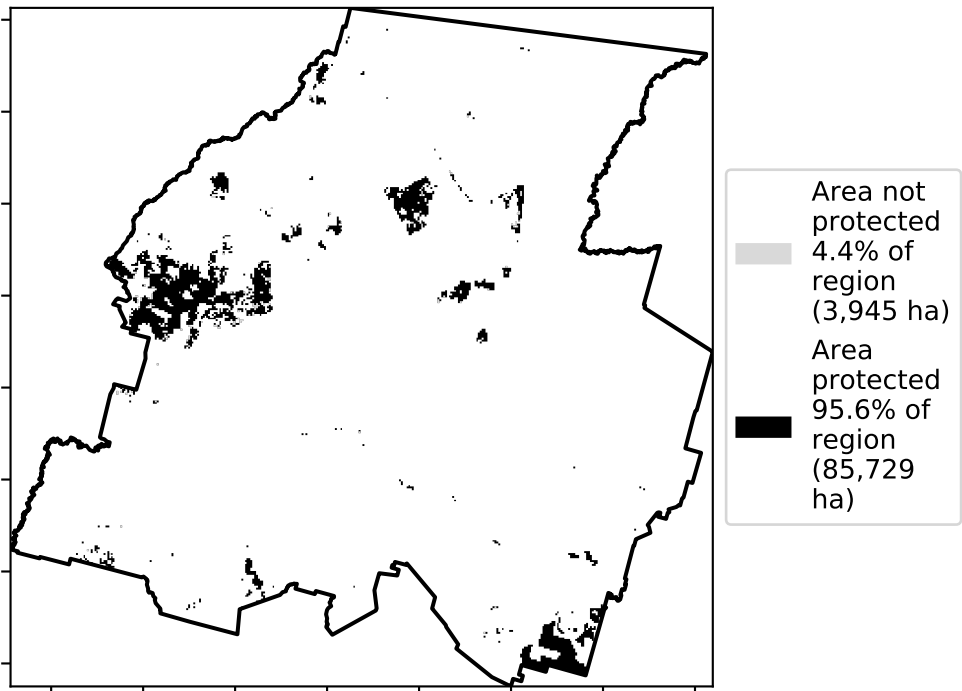 Area not
protected
4.4% of
region
(3,945 ha)
Area
protected
95.6% of
region
(85,729
ha)